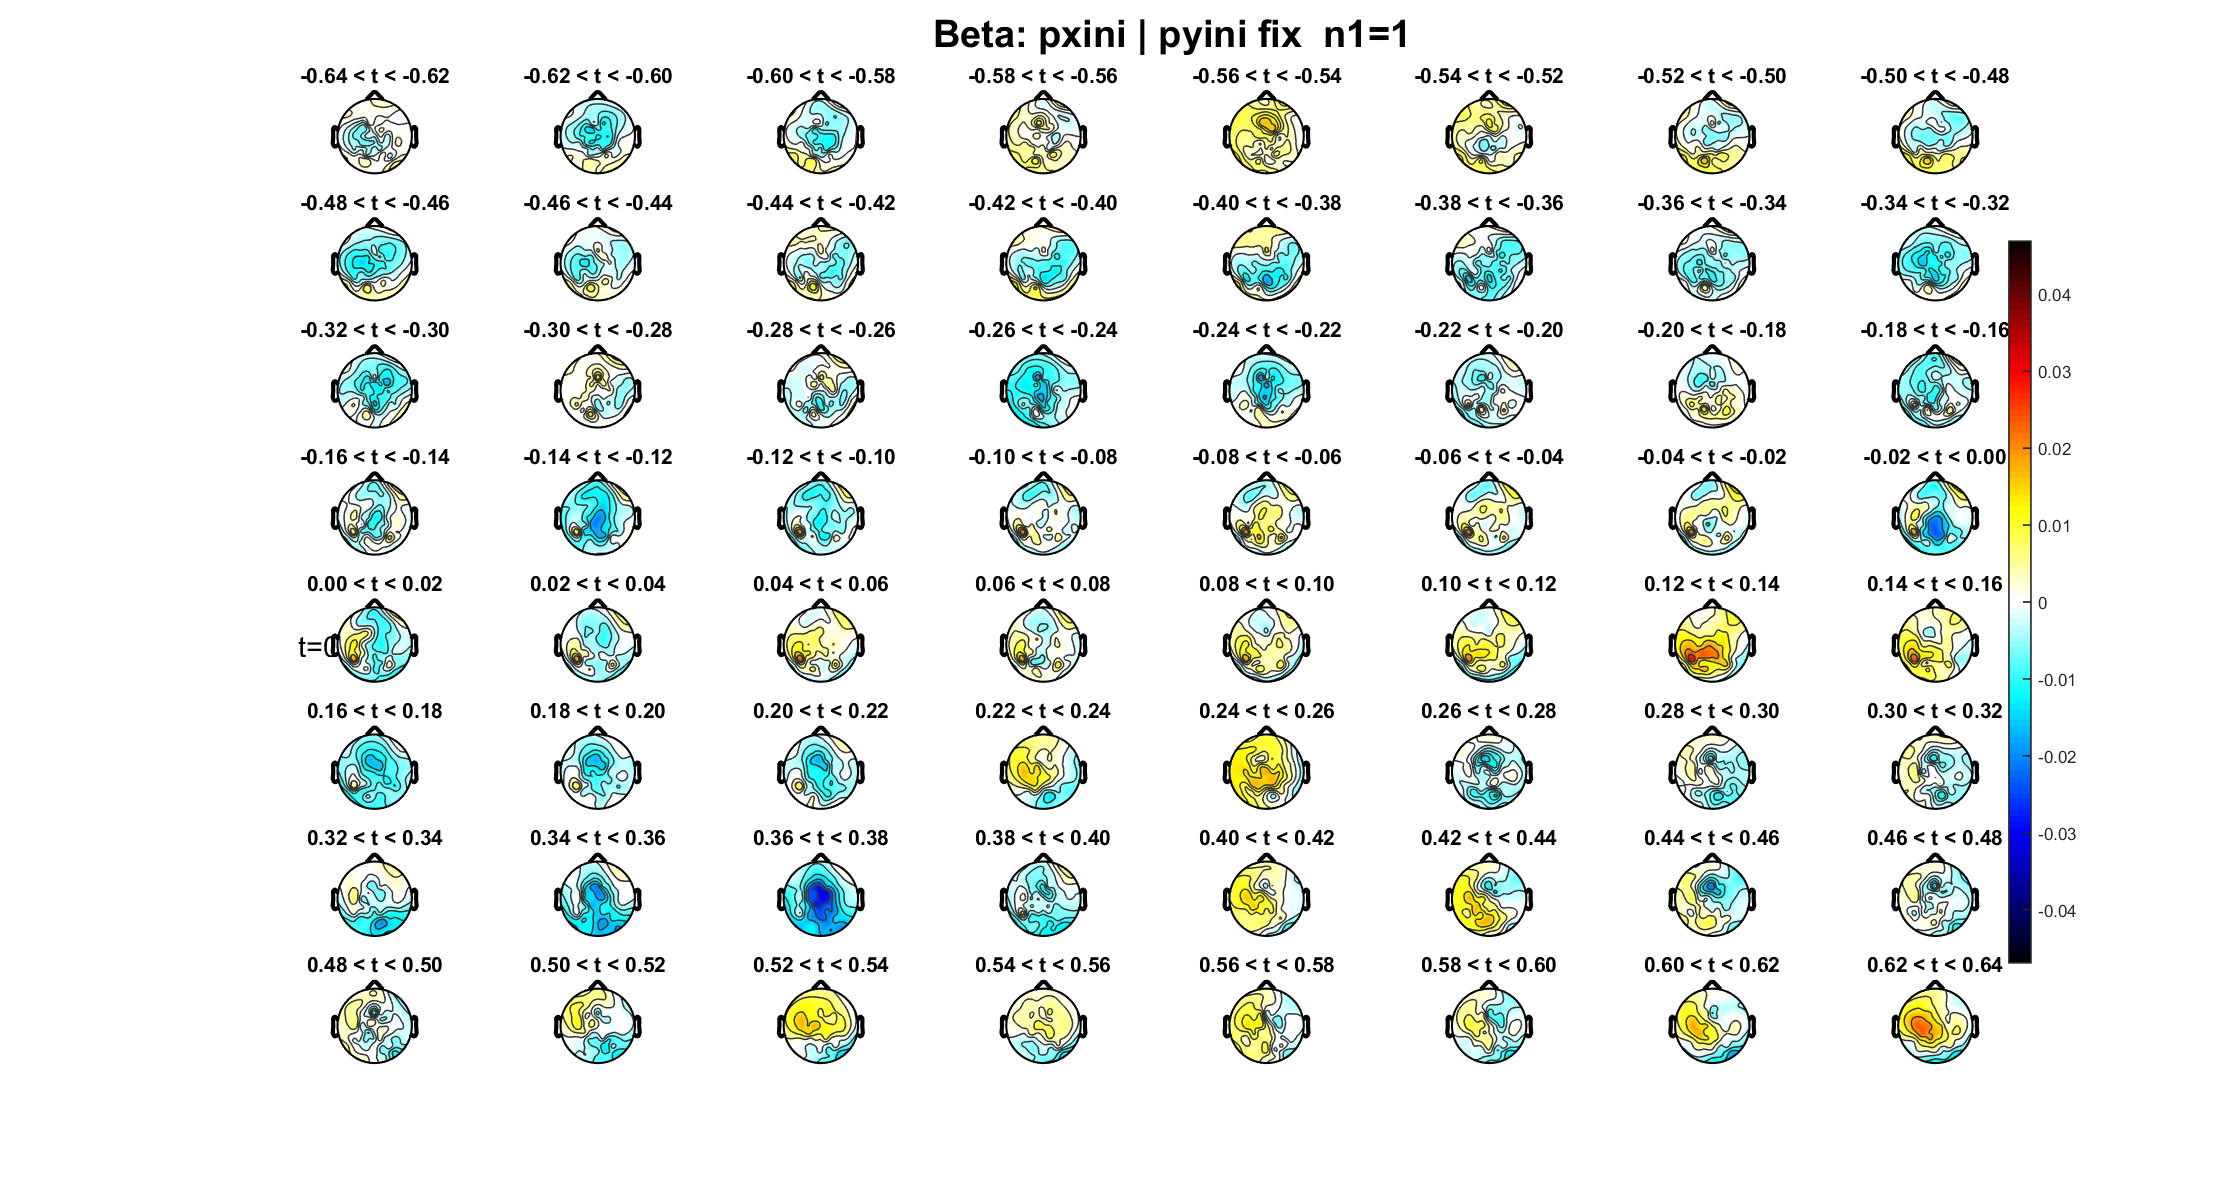 Beta: pxini | pyini fix  n1=1
-0.64 < t < -0.62 -0.62 < t < -0.60 -0.60 < t < -0.58 -0.58 < t < -0.56 -0.56 < t < -0.54 -0.54 < t < -0.52 -0.52 < t < -0.50 -0.50 < t < -0.48
-0.48 < t < -0.46 -0.46 < t < -0.44 -0.44 < t < -0.42 -0.42 < t < -0.40 -0.40 < t < -0.38 -0.38 < t < -0.36 -0.36 < t < -0.34 -0.34 < t < -0.32
-0.32 < t < -0.30 -0.30 < t < -0.28 -0.28 < t < -0.26 -0.26 < t < -0.24 -0.24 < t < -0.22 -0.22 < t < -0.20 -0.20 < t < -0.18 -0.18 < t < -0.16
-0.16 < t < -0.14 -0.14 < t < -0.12 -0.12 < t < -0.10 -0.10 < t < -0.08 -0.08 < t < -0.06 -0.06 < t < -0.04 -0.04 < t < -0.02 -0.02 < t < 0.00
0.00 < t < 0.02 0.02 < t < 0.04 0.04 < t < 0.06 0.06 < t < 0.08 0.08 < t < 0.10 0.10 < t < 0.12 0.12 < t < 0.14 0.14 < t < 0.16
t=0
0.16 < t < 0.18 0.18 < t < 0.20 0.20 < t < 0.22 0.22 < t < 0.24 0.24 < t < 0.26 0.26 < t < 0.28 0.28 < t < 0.30 0.30 < t < 0.32
0.32 < t < 0.34 0.34 < t < 0.36 0.36 < t < 0.38 0.38 < t < 0.40 0.40 < t < 0.42 0.42 < t < 0.44 0.44 < t < 0.46 0.46 < t < 0.48
0.48 < t < 0.50 0.50 < t < 0.52 0.52 < t < 0.54 0.54 < t < 0.56 0.56 < t < 0.58 0.58 < t < 0.60 0.60 < t < 0.62 0.62 < t < 0.64
0.04
0.03
0.02
0.01
0
-0.01
-0.02
-0.03
-0.04